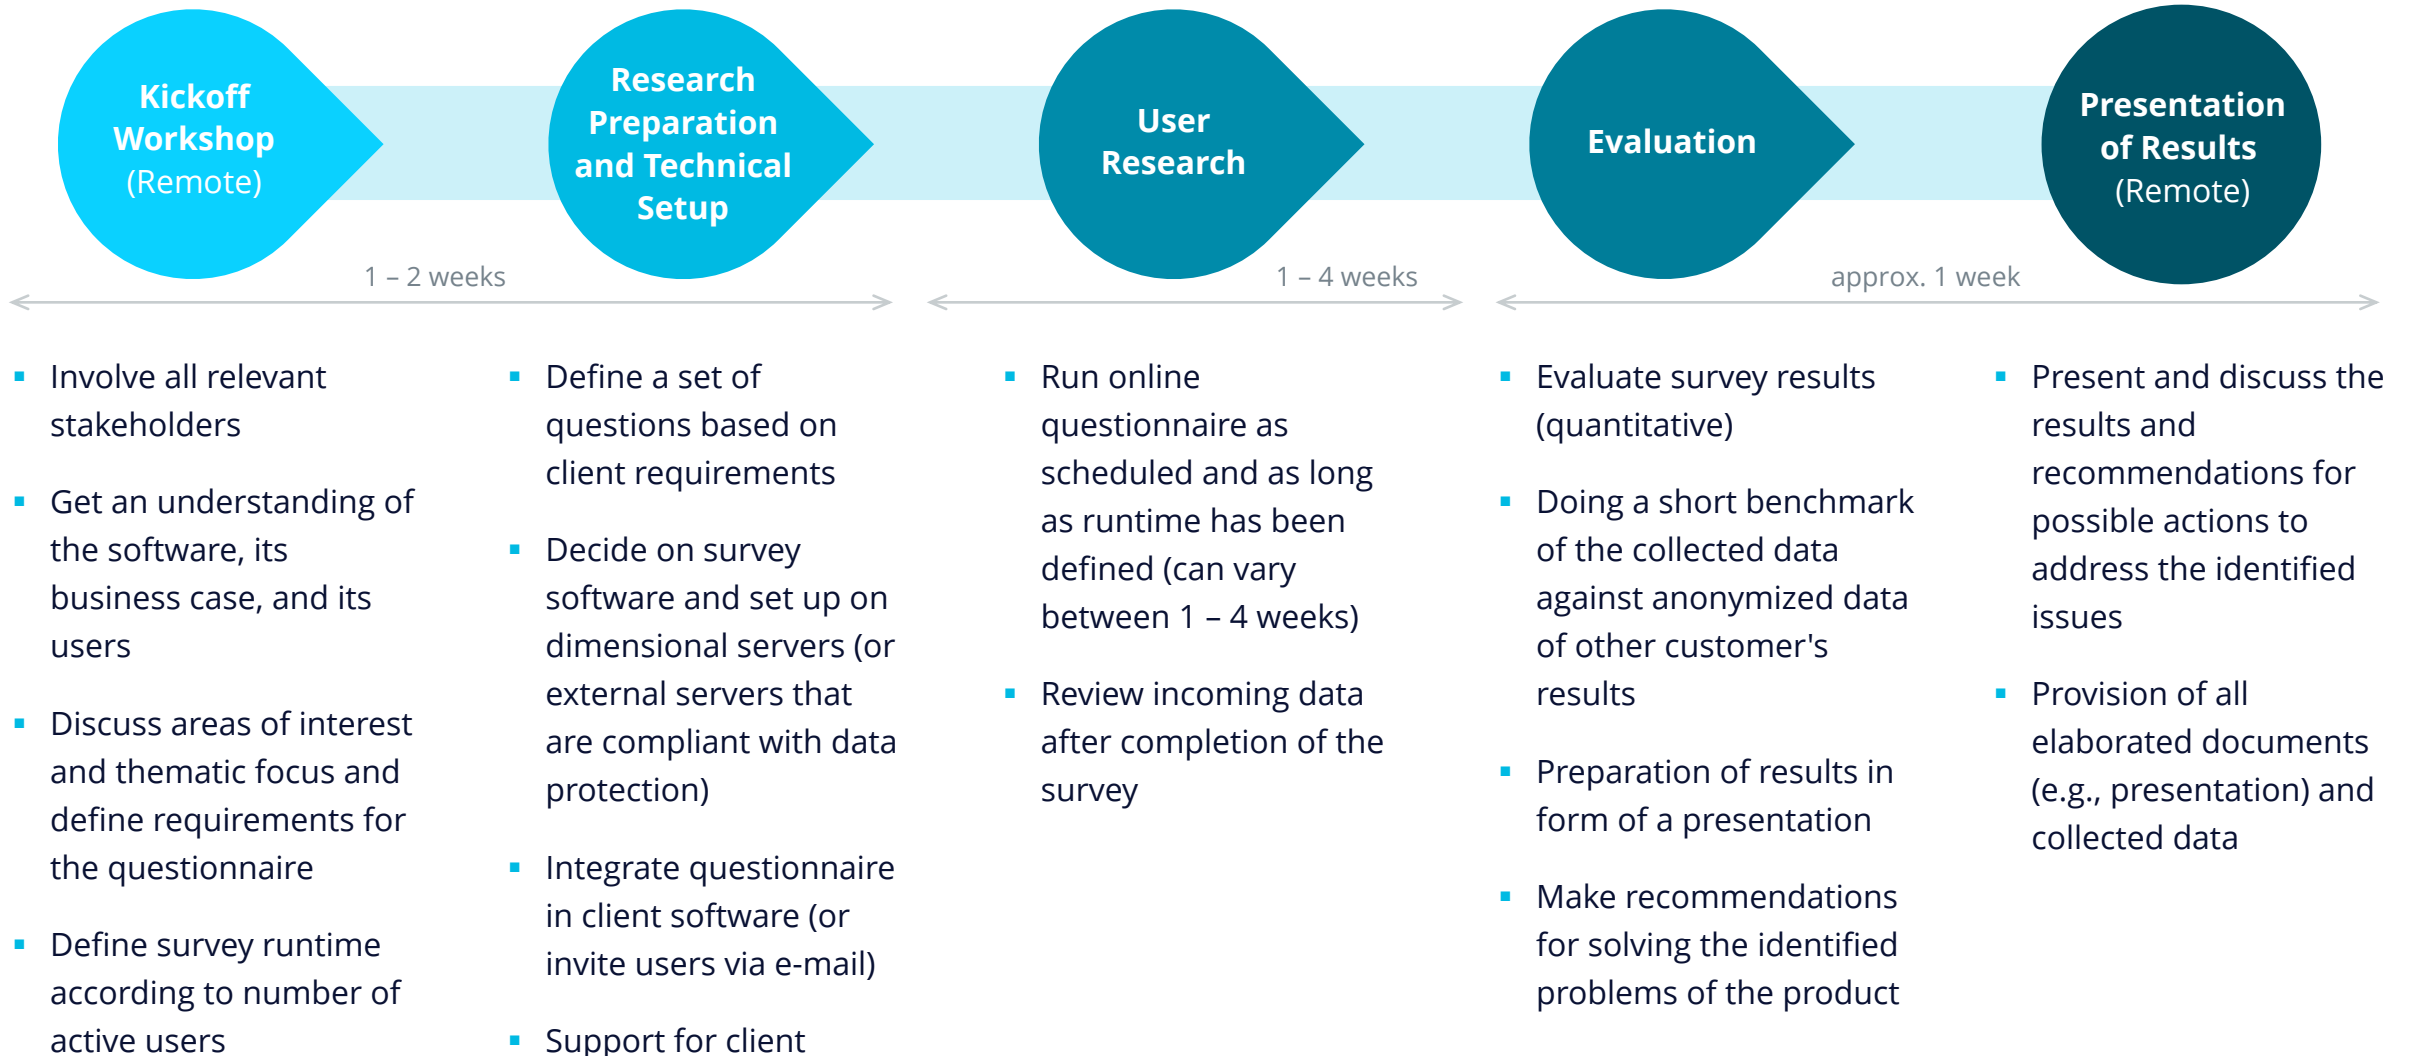 Kickoff
Workshop
(Remote)
Research
Preparation
and Technical
Setup
User
Research
Evaluation
Presentation
of Results
(Remote)
1 – 2 weeks
1 – 4 weeks
approx. 1 week
▪ Involve all relevant
stakeholders
▪ Get an understanding of
the software, its
business case, and its
users
▪ Discuss areas of interest
and thematic focus and
define requirements for
the questionnaire
▪ Define survey runtime
according to number of
active users
▪ Define a set of
questions based on
client requirements
▪ Decide on survey
software and set up on
dimensional servers (or
external servers that
are compliant with data
protection)
▪ Integrate questionnaire
in client software (or
invite users via e-mail)
▪ Support for client
▪ Run online
questionnaire as
scheduled and as long
as runtime has been
defined (can vary
between 1 – 4 weeks)
▪ Review incoming data
after completion of the
survey
▪ Evaluate survey results
(quantitative)
▪ Doing a short benchmark
of the collected data
against anonymized data
of other customer's
results
▪ Preparation of results in
form of a presentation
▪ Make recommendations
for solving the identified
problems of the product
▪ Present and discuss the
results and
recommendations for
possible actions to
address the identified
issues
▪ Provision of all
elaborated documents
(e.g., presentation) and
collected data